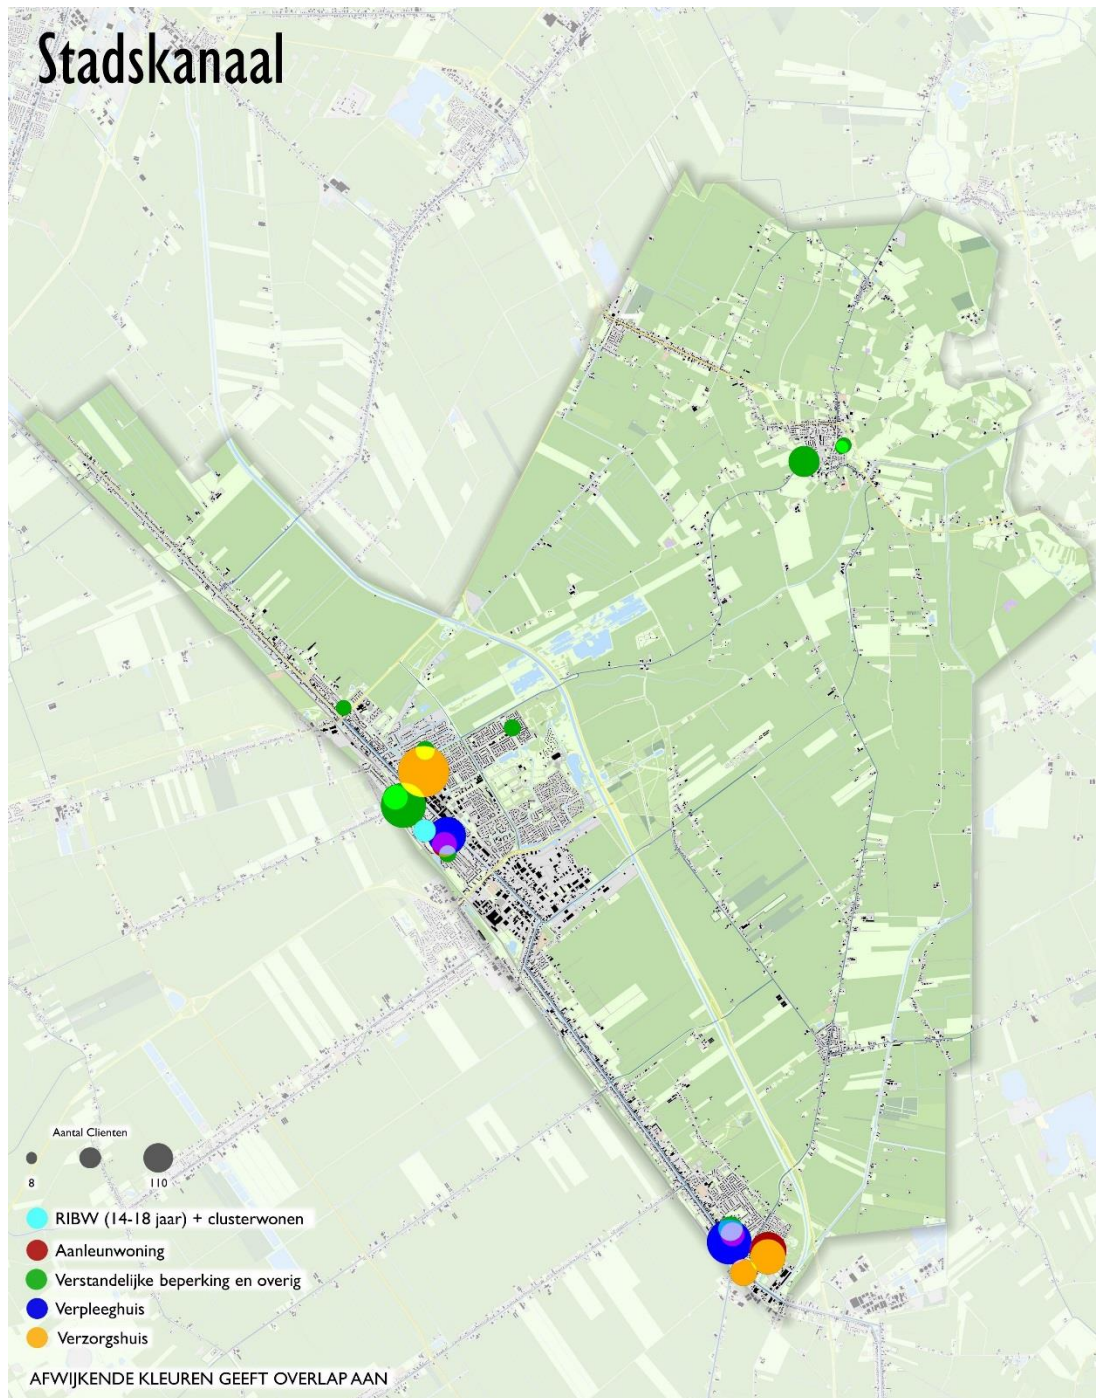 Stadskanaal
Aantal Clienten
8 110
RIBW (14-18 jaar) + clusterwonen
Aanleunwoning
Verstandelijke beperking en overig
Verpleeghuis
Verzorgshuis
AFWIJKENDE KLEUREN GEEFT OVERLAP AAN